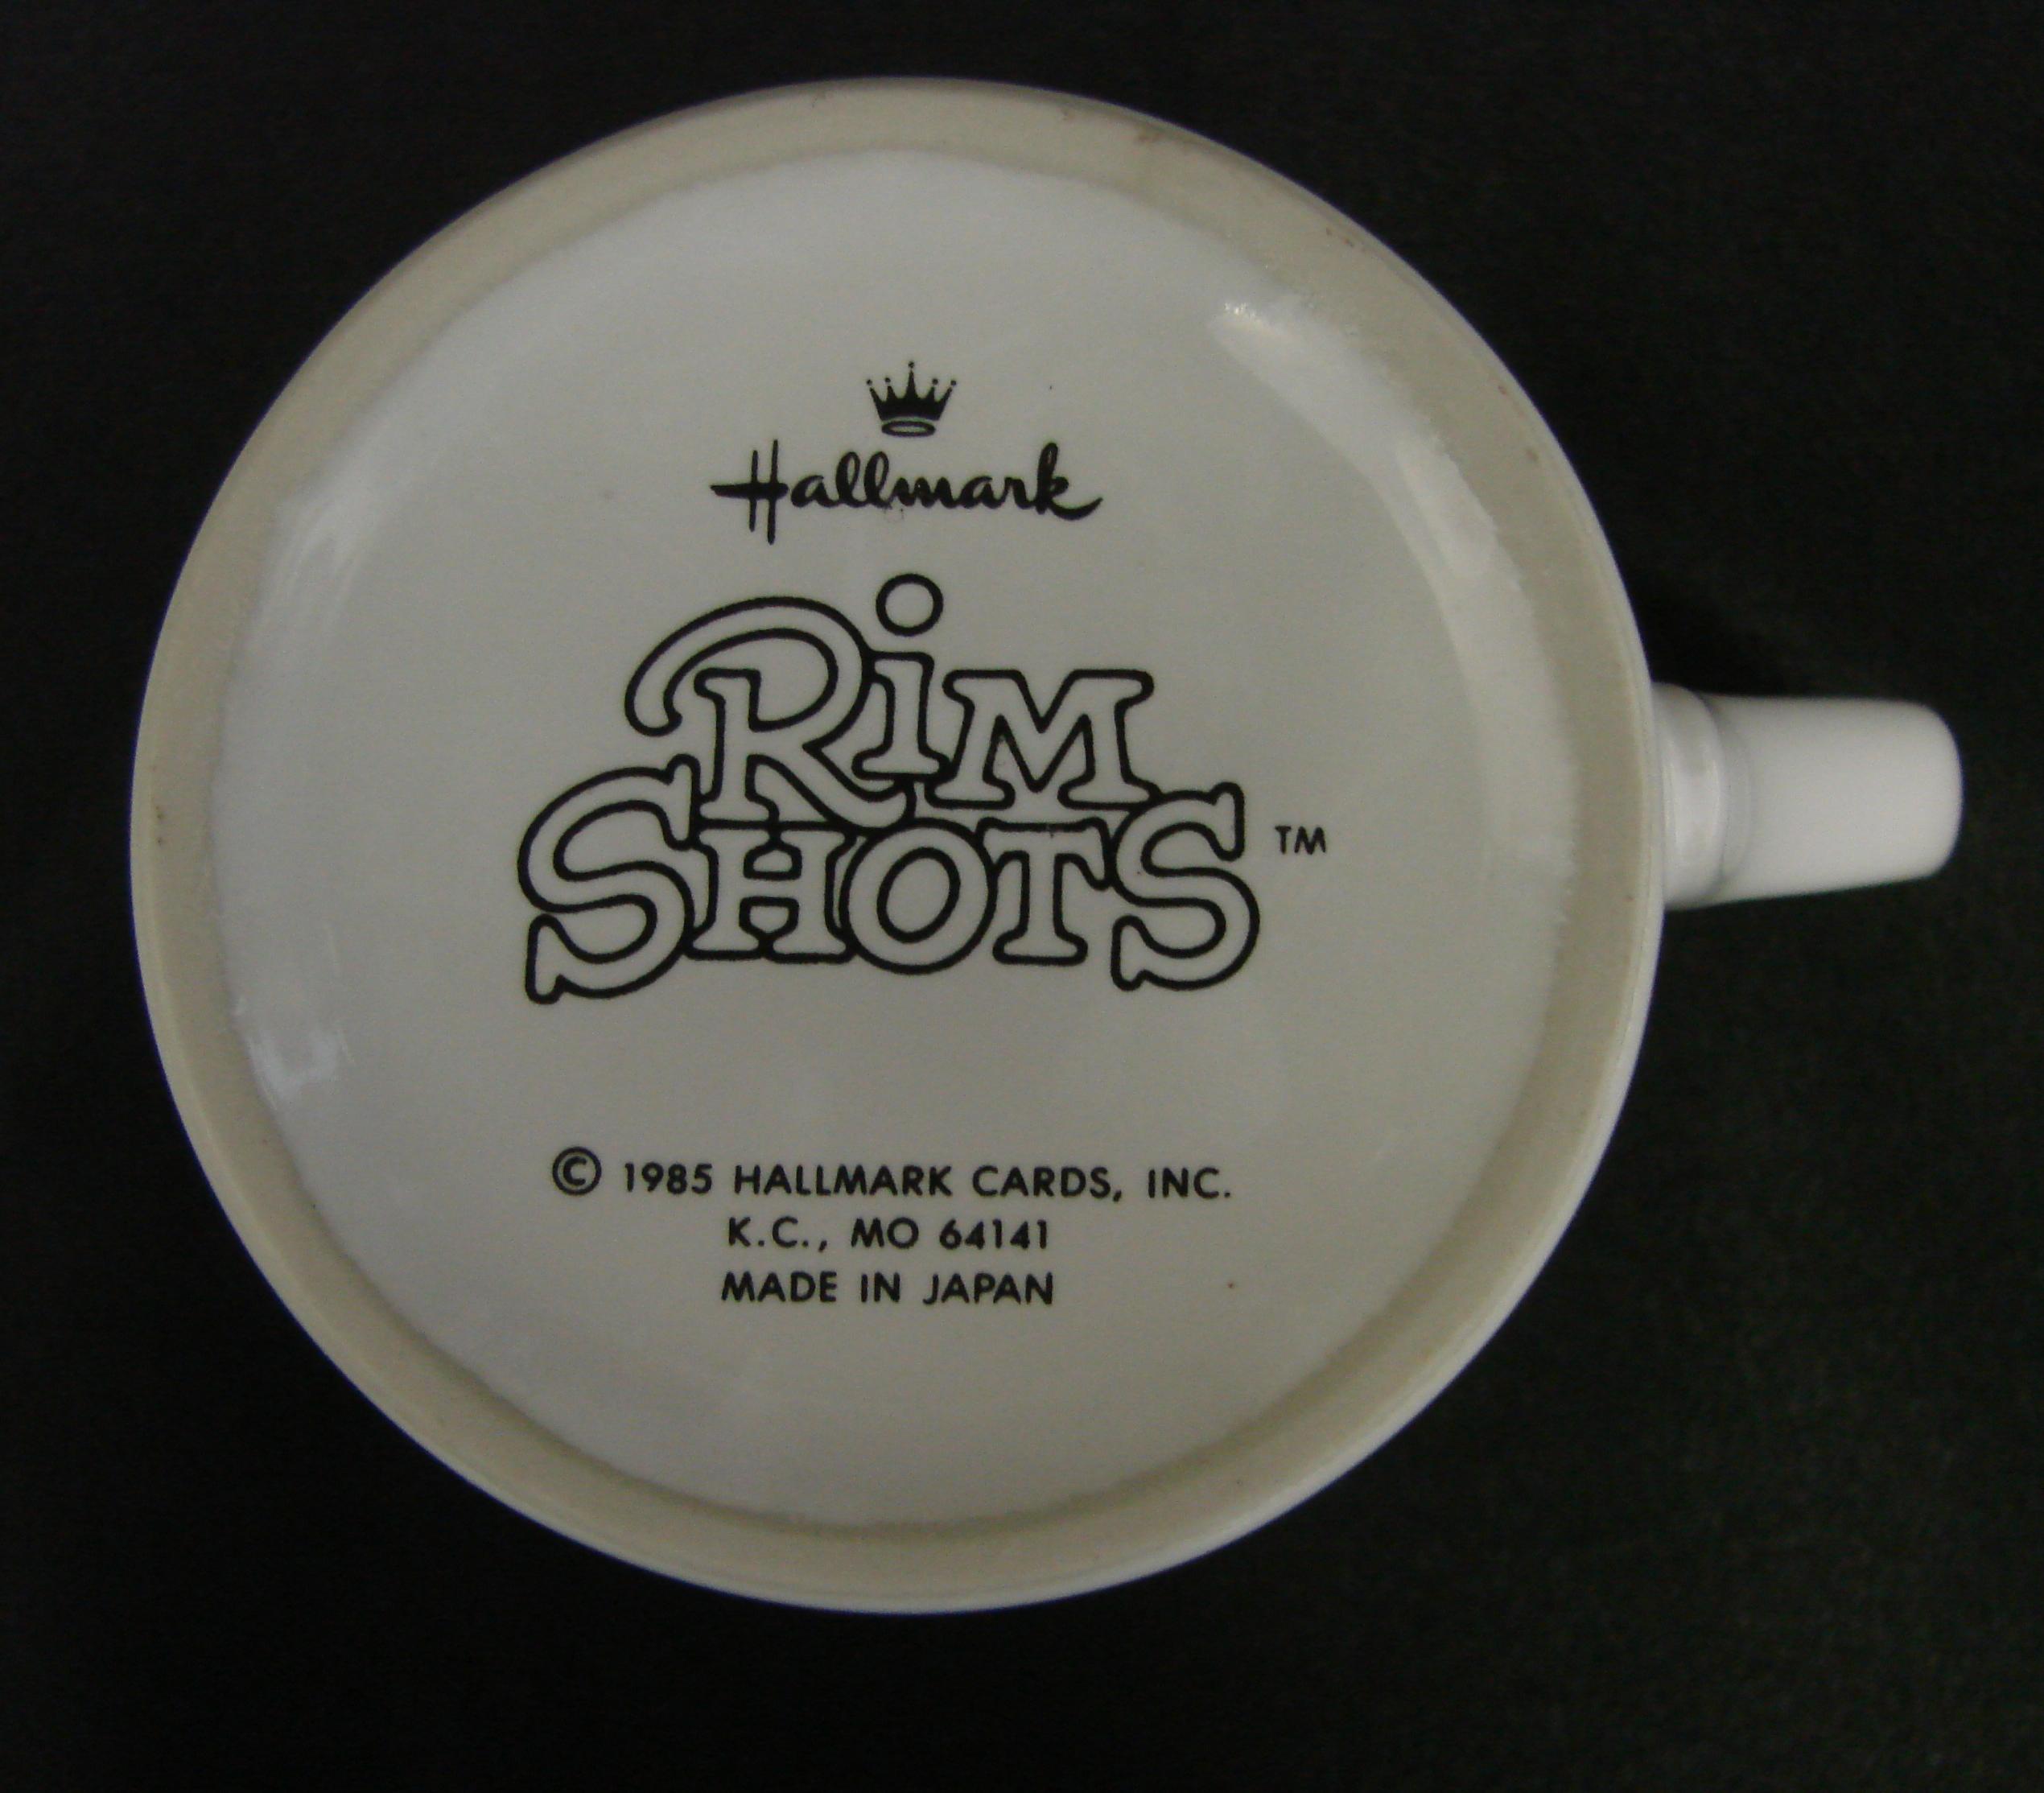 Hallmark
RiM
SHOTS ™
© 1985 HALLMARK CARDS, INC.
K.C., MO 64141
MADE IN JAPAN